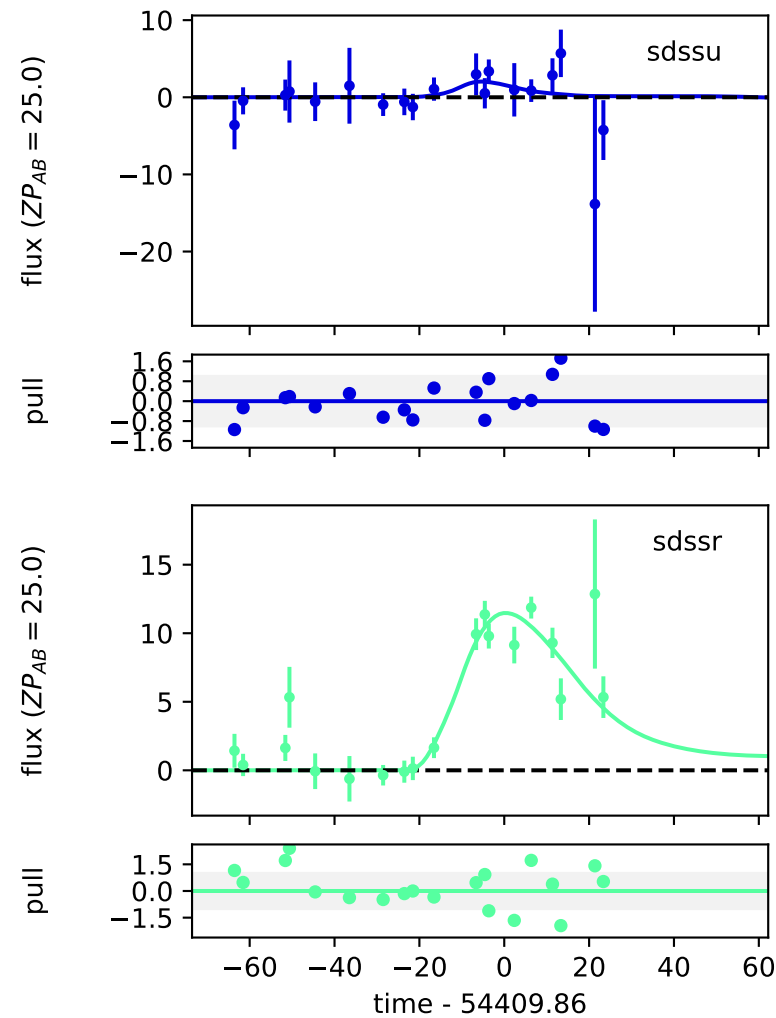 10
0
−10
−20
flux (ZP_AB = 25.0)
sdssu
1.6
0.8
0.0
−0.8
−1.6
pull
15
10
5
0
flux (ZP_AB = 25.0)
sdssr
1.5
0.0
−1.5
pull
−60 −40 −20 0 20 40 60
time - 54409.86